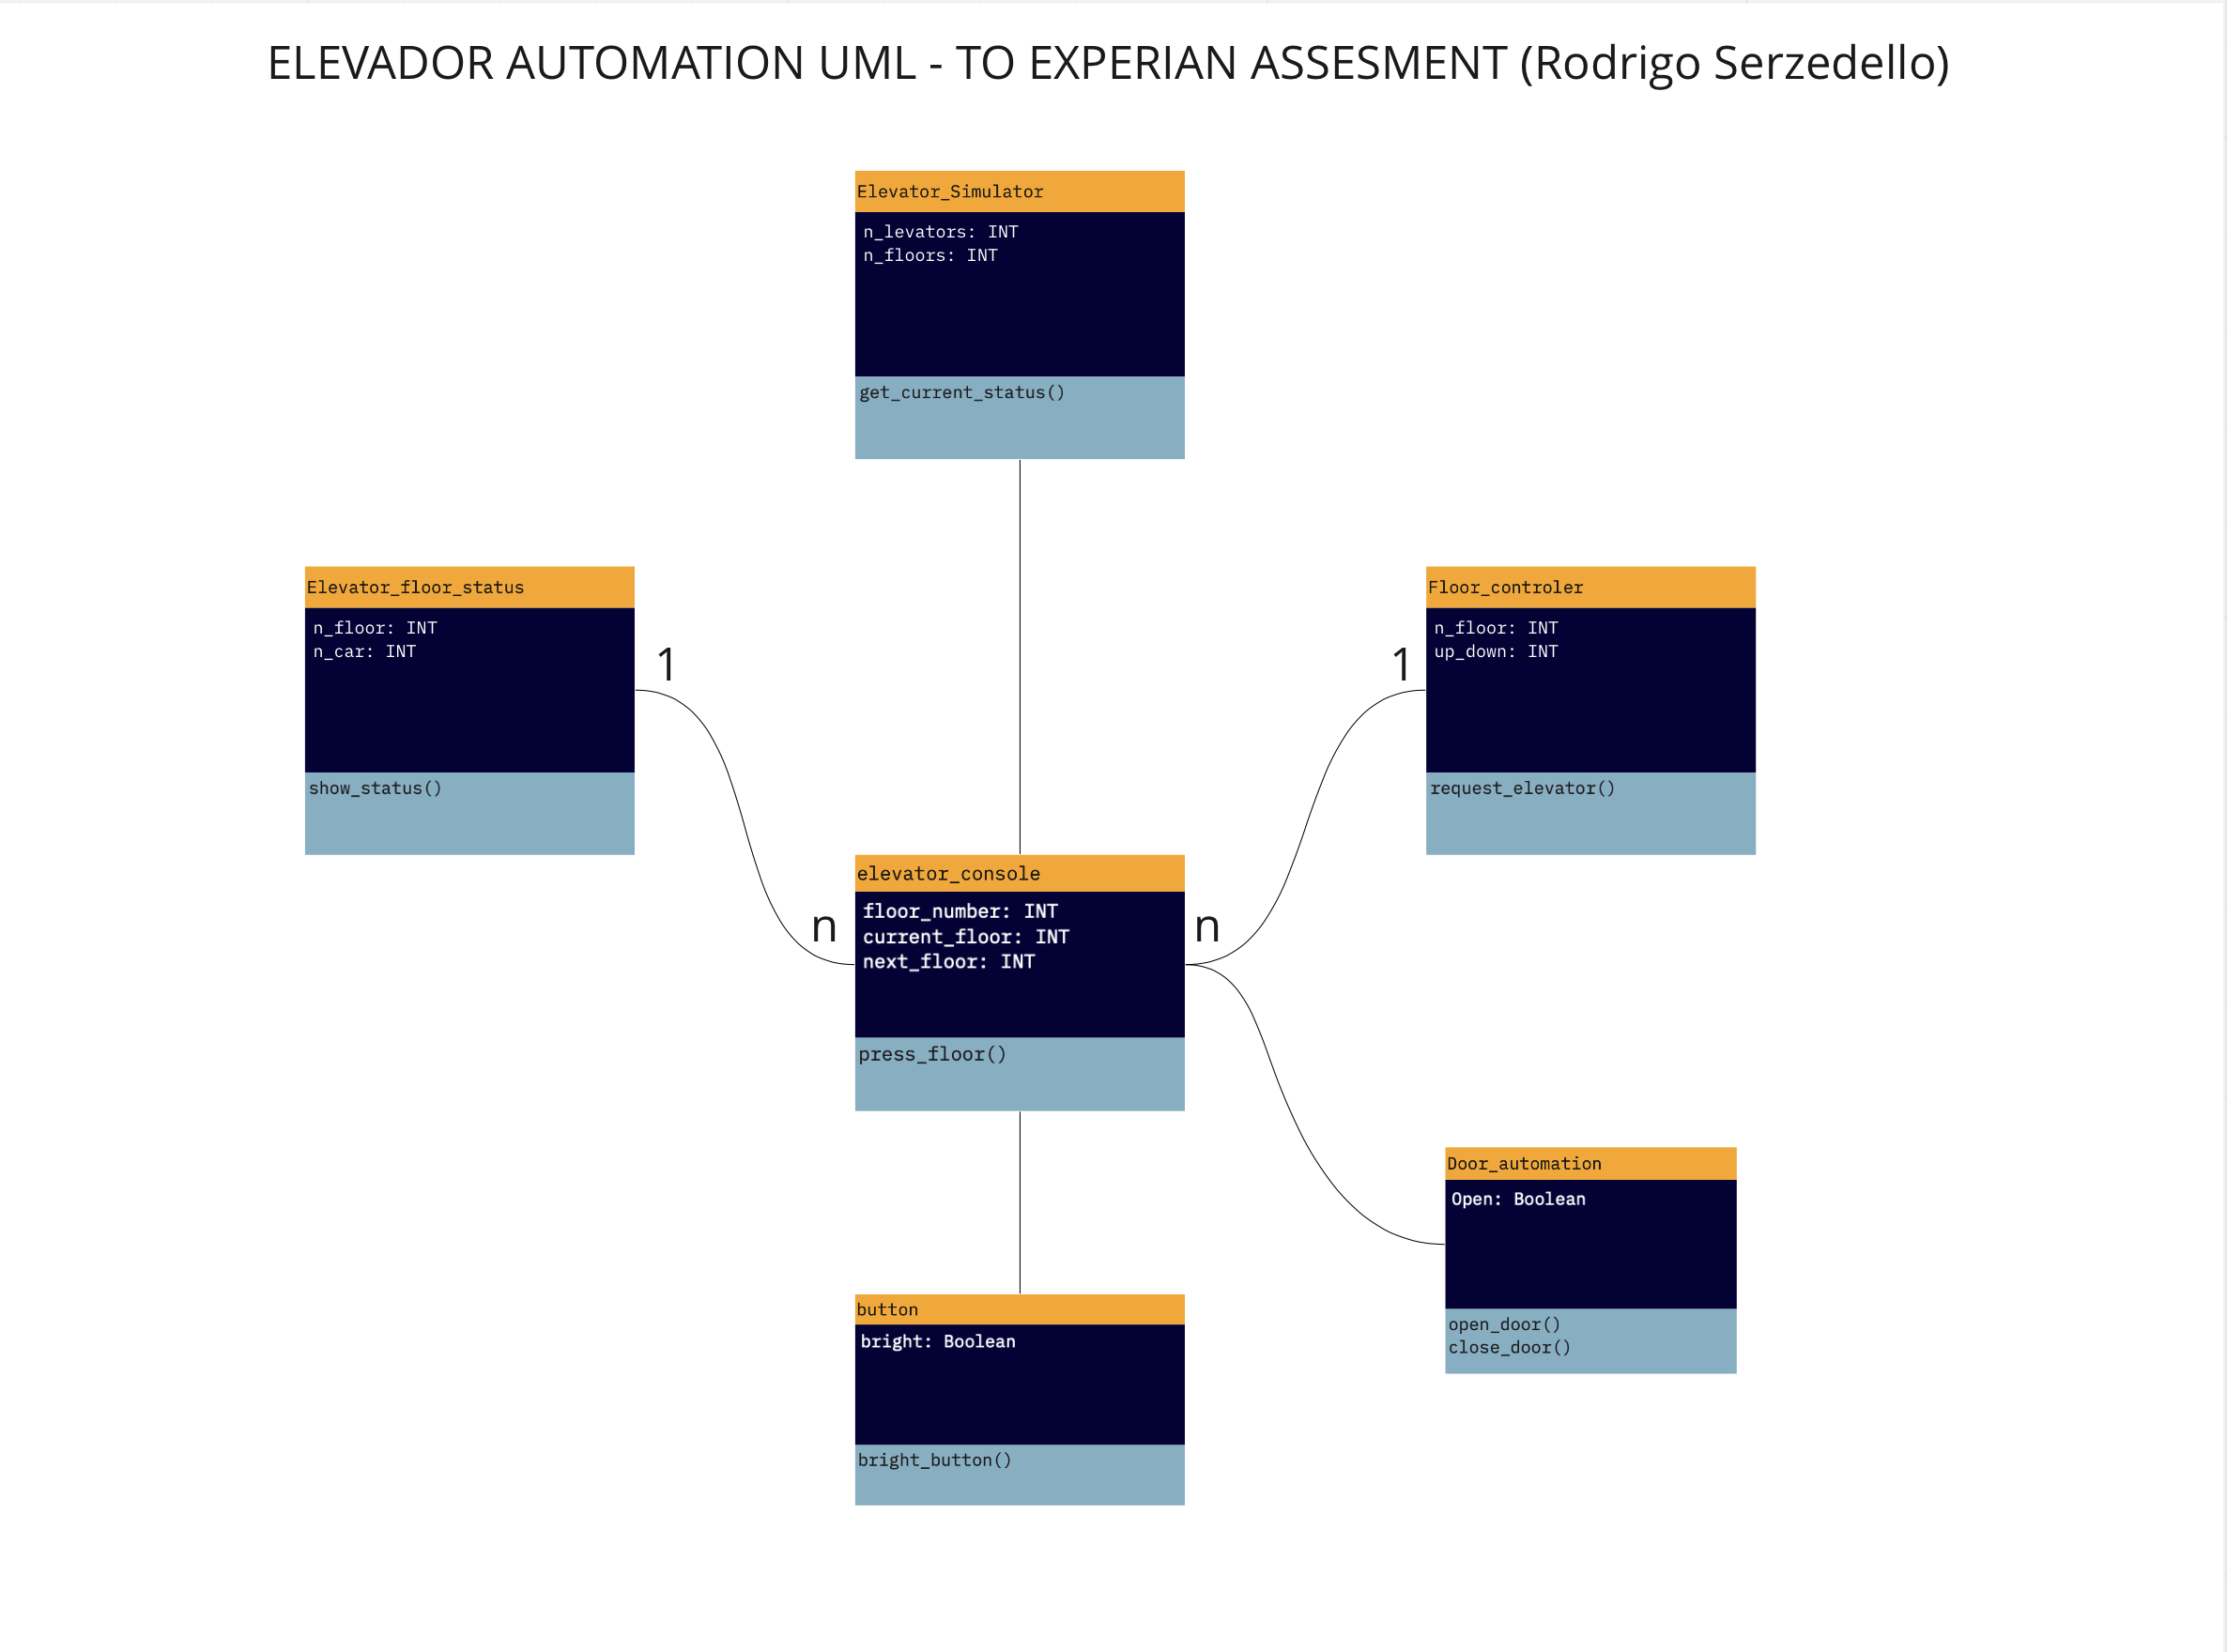 ELEVADOR AUTOMATION UML - TO EXPERIAN ASSESMENT (Rodrigo Serzedello)
Elevator_Simulator
n_levators: INT
n_floors: INT
get_current_status()
Elevator_floor_status
n_floor: INT
n_car: INT
show_status()
1
Floor_controler
n_floor: INT
up_down: INT
request_elevator()
1
n
elevator_console
floor_number: INT
current_floor: INT
next_floor: INT
press_floor()
n
Door_automation
Open: Boolean
open_door()
close_door()
button
bright: Boolean
bright_button()